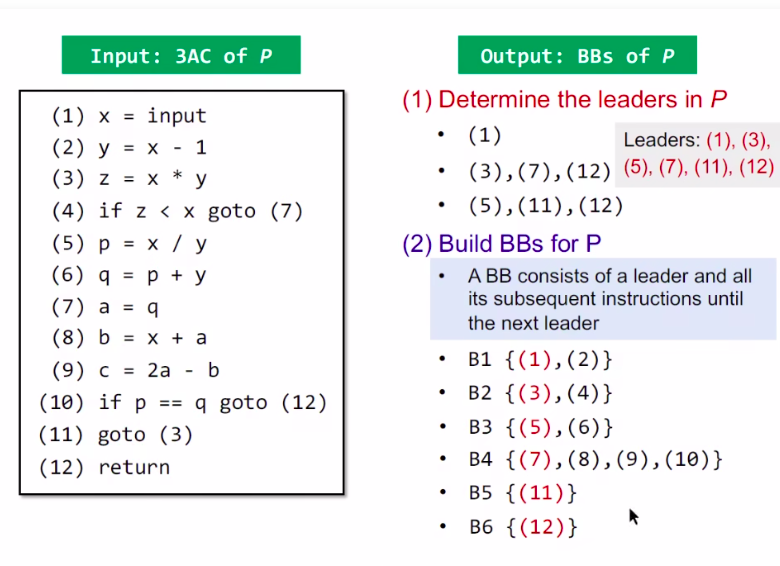 Input: 3AC of P
(1) x = input
(2) y = x - 1
(3) z = x * y
(4) if z < x goto (7)
(5) p = x / y
(6) q = p + y
(7) a = q
(8) b = x + a
(9) c = 2a - b
(10) if p == q goto (12)
(11) goto (3)
(12) return
Output: BBs of P
(1) Determine the leaders in P
• (1)
• (3),(7),(12)
• (5),(11),(12)
Leaders: (1), (3),
(5), (7), (11), (12)
(2) Build BBs for P
• A BB consists of a leader and all
its subsequent instructions until
the next leader
• B1 {(1),(2)}
• B2 {(3),(4)}
• B3 {(5),(6)}
• B4 {(7),(8),(9),(10)}
• B5 {(11)}
• B6 {(12)}